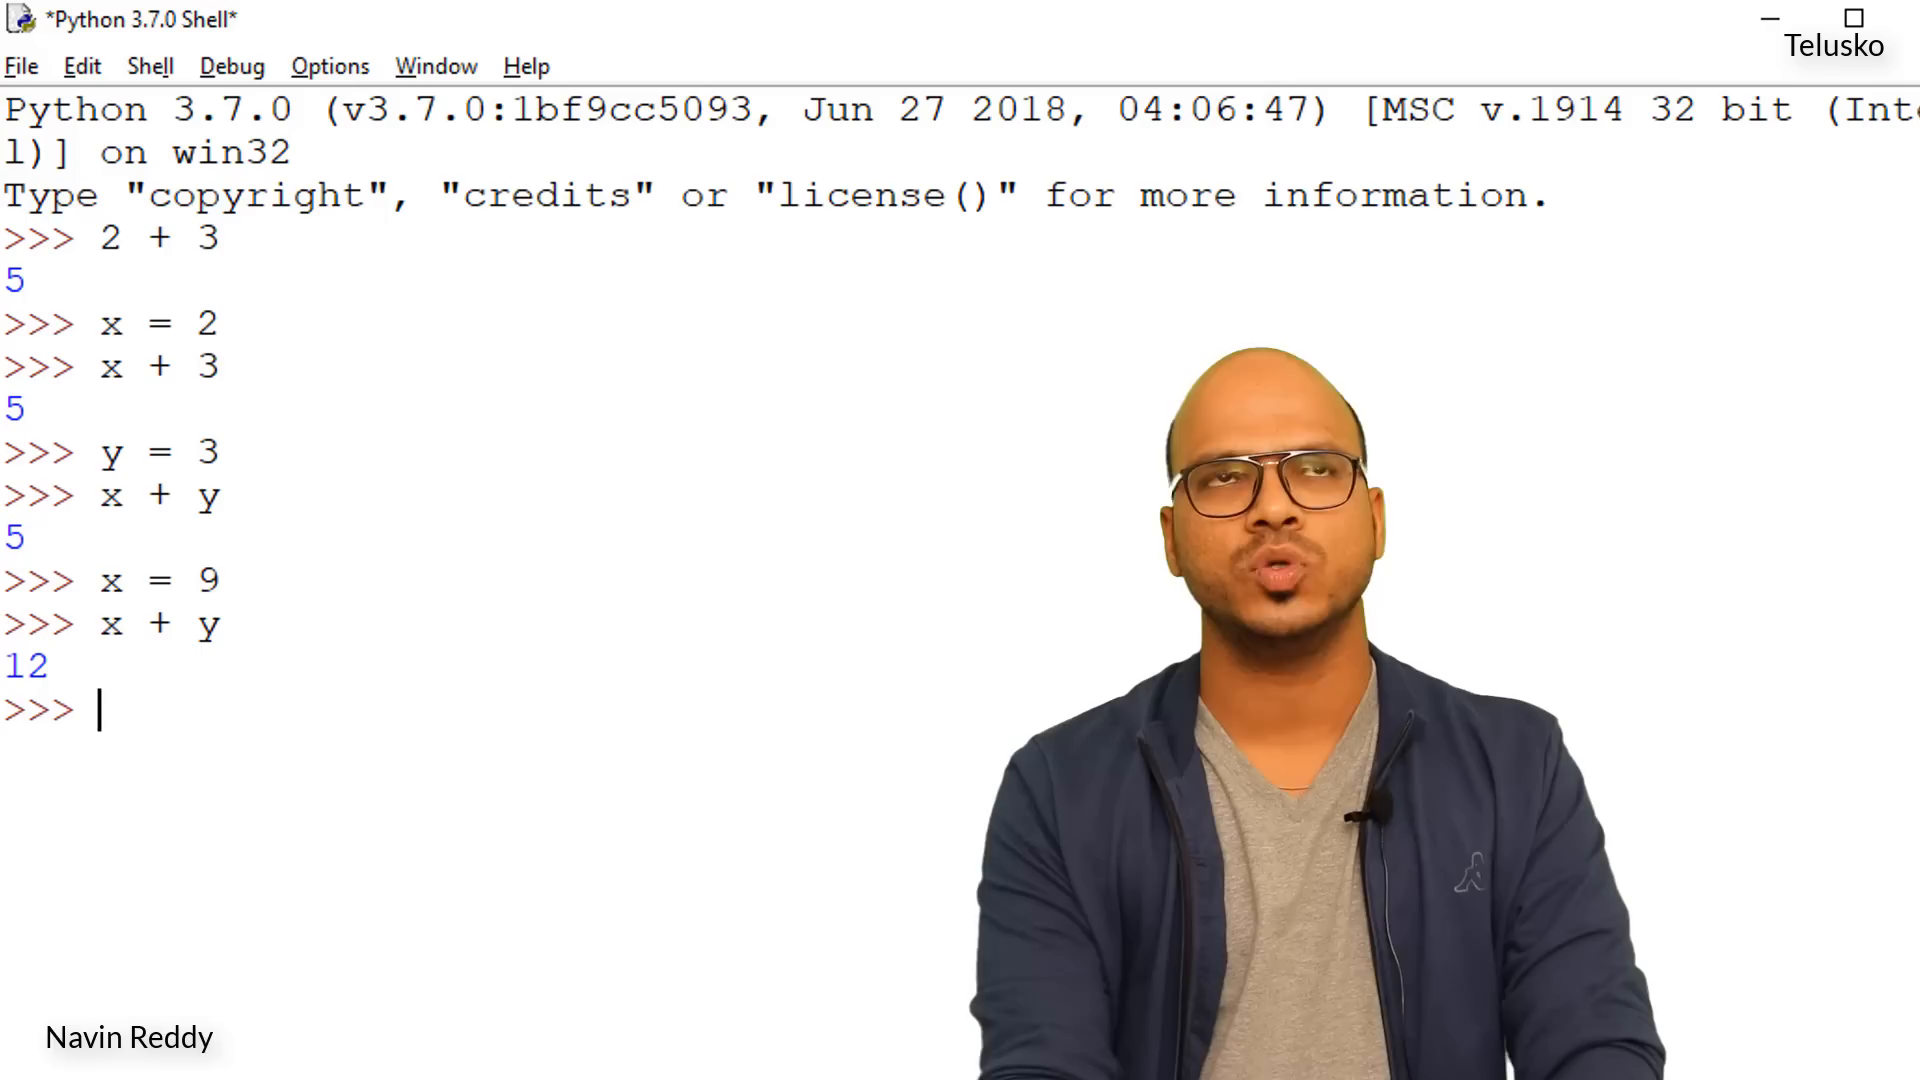 *Python 3.7.0 Shell*
Telusko
File Edit Shell Debug Options Window Help
Python 3.7.0 (v3.7.0:1bf9cc5093, Jun 27 2018, 04:06:47) [MSC v.1914 32 bit (Inte
l)] on win32
Type "copyright", "credits" or "license()" for more information.
>>> 2 + 3
5
>>> x = 2
>>> x + 3
5
>>> y = 3
>>> x + y
5
>>> x = 9
>>> x + y
12
>>>
Navin Reddy